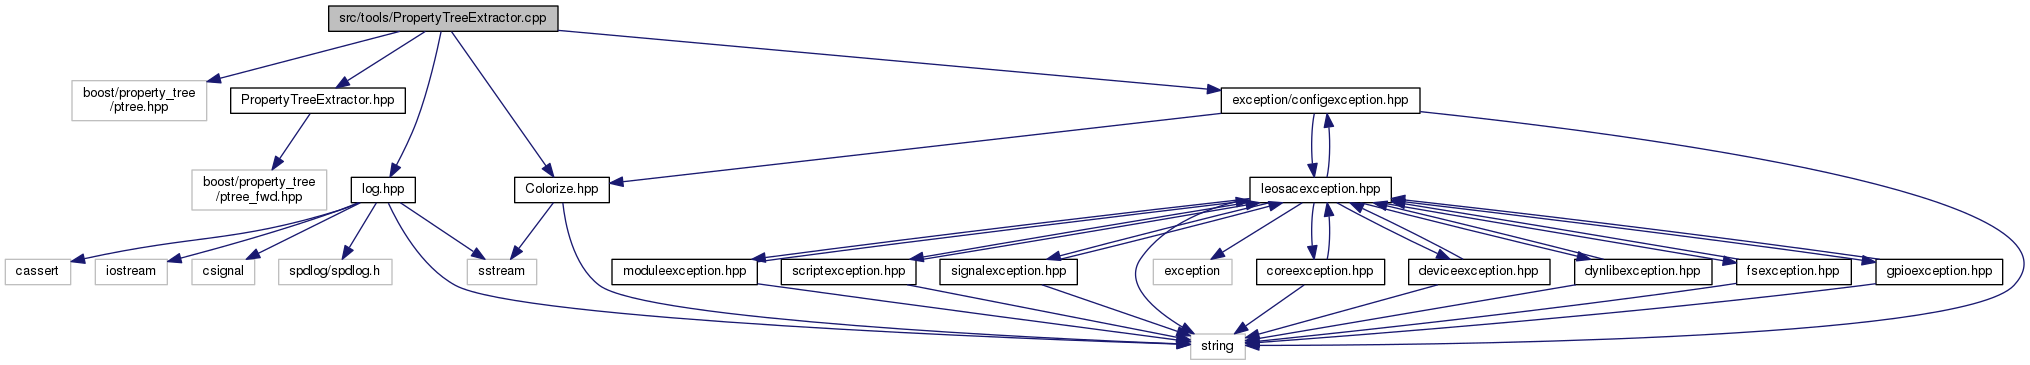 src/tools/PropertyTreeExtractor.cpp
boost/property_tree
/ptree.hpp
PropertyTreeExtractor.hpp
exception/configexception.hpp
boost/property_tree
/ptree_fwd.hpp
log.hpp
Colorize.hpp
leosacexception.hpp
cassert
iostream
csignal
spdlog/spdlog.h
sstream
moduleexception.hpp
scriptexception.hpp
signalexception.hpp
exception
coreexception.hpp
deviceexception.hpp
dynlibexception.hpp
fsexception.hpp
gpioexception.hpp
string